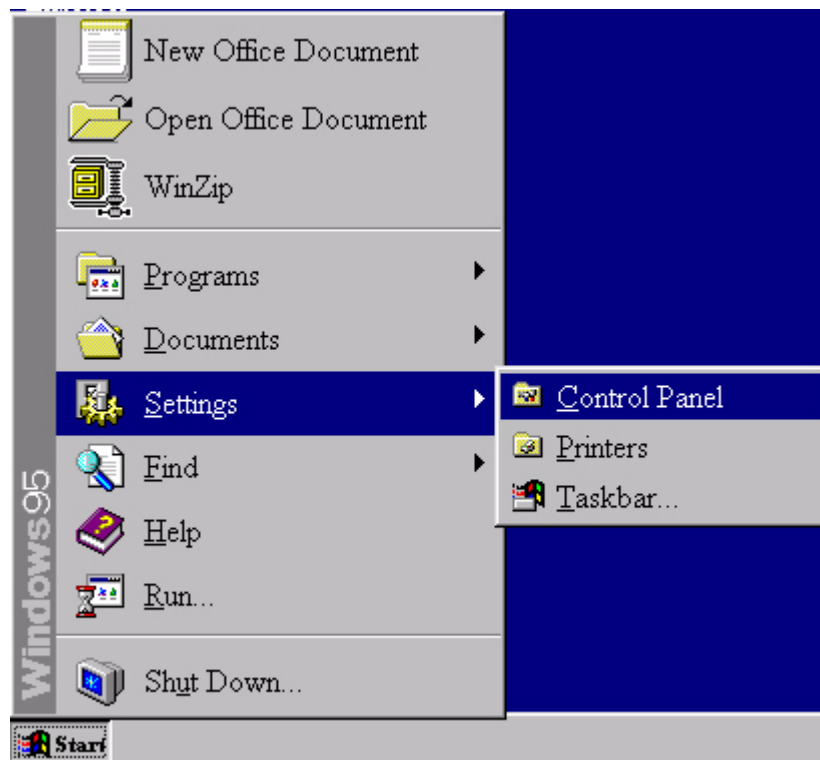 New Office Document
Open Office Document
WinZip
Programs
Documents
Settings
Control Panel
Printers
Taskbar...
Find
Help
Run...
Shut Down...
Windows95
Start